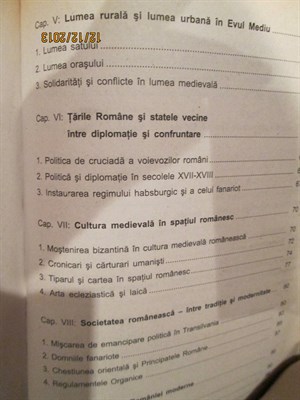 12/12/2013
Cap. V: Lumea rurală şi lumea urbană în Evul Mediu
1. Lumea satului
2. Lumea oraşului
3. Solidarităţi şi conflicte în lumea medievală
Cap. VI: Ţările Române şi statele vecine
între diplomaţie şi confruntare
1. Politica de cruciadă a voievozilor români
2. Politică şi diplomaţie în secolele XVII-XVIII
3. Instaurarea regimului habsburgic şi a celui fanariot
Cap. VII: Cultura medievală în spaţiul românesc
1. Moştenirea bizantină în cultura medievală românească
2. Cronicari şi cărturari umanişti
3. Tiparul şi cartea în spaţiul românesc
4. Arta ecleziastică şi laică
Cap. VIII: Societatea românească – între tradiţie şi modernitate
1. Mişcarea de emancipare politică în Transilvania
2. Domniile fanariote
3. Chestiunea orientală şi Principatele Române
4. Regulamentele Organice
României moderne